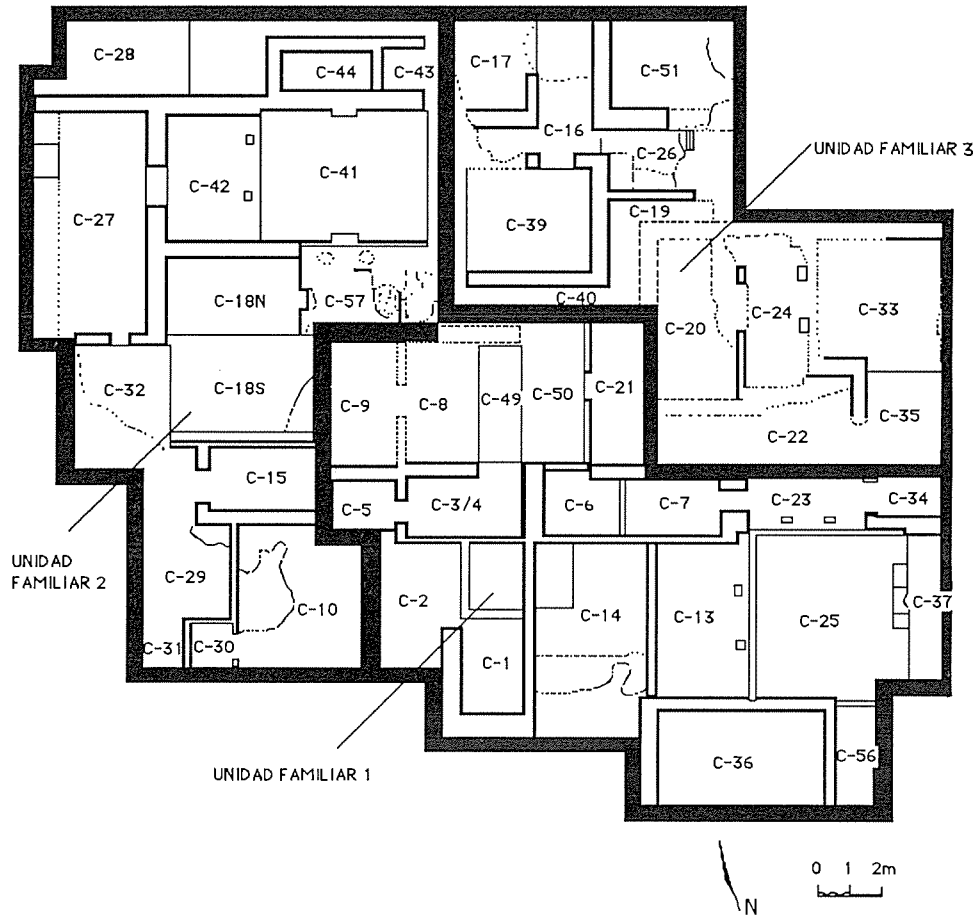 C-28
C-44
C-43
C-17
C-51
C-16
C-26
UNIDAD FAMILIAR 3
C-27
C-42
C-41
C-39
C-19
C-18N
C-57
C-40
C-20
C-24
C-33
C-32
C-18S
C-9
C-8
C-49
C-50
C-21
C-35
C-22
C-15
C-5
C-3/4
C-6
C-7
C-23
C-34
UNIDAD
FAMILIAR 2
C-29
C-10
C-2
C-14
C-13
C-25
C-37
C-31
C-30
C-1
UNIDAD FAMILIAR 1
C-36
C-56
0 1 2m
N